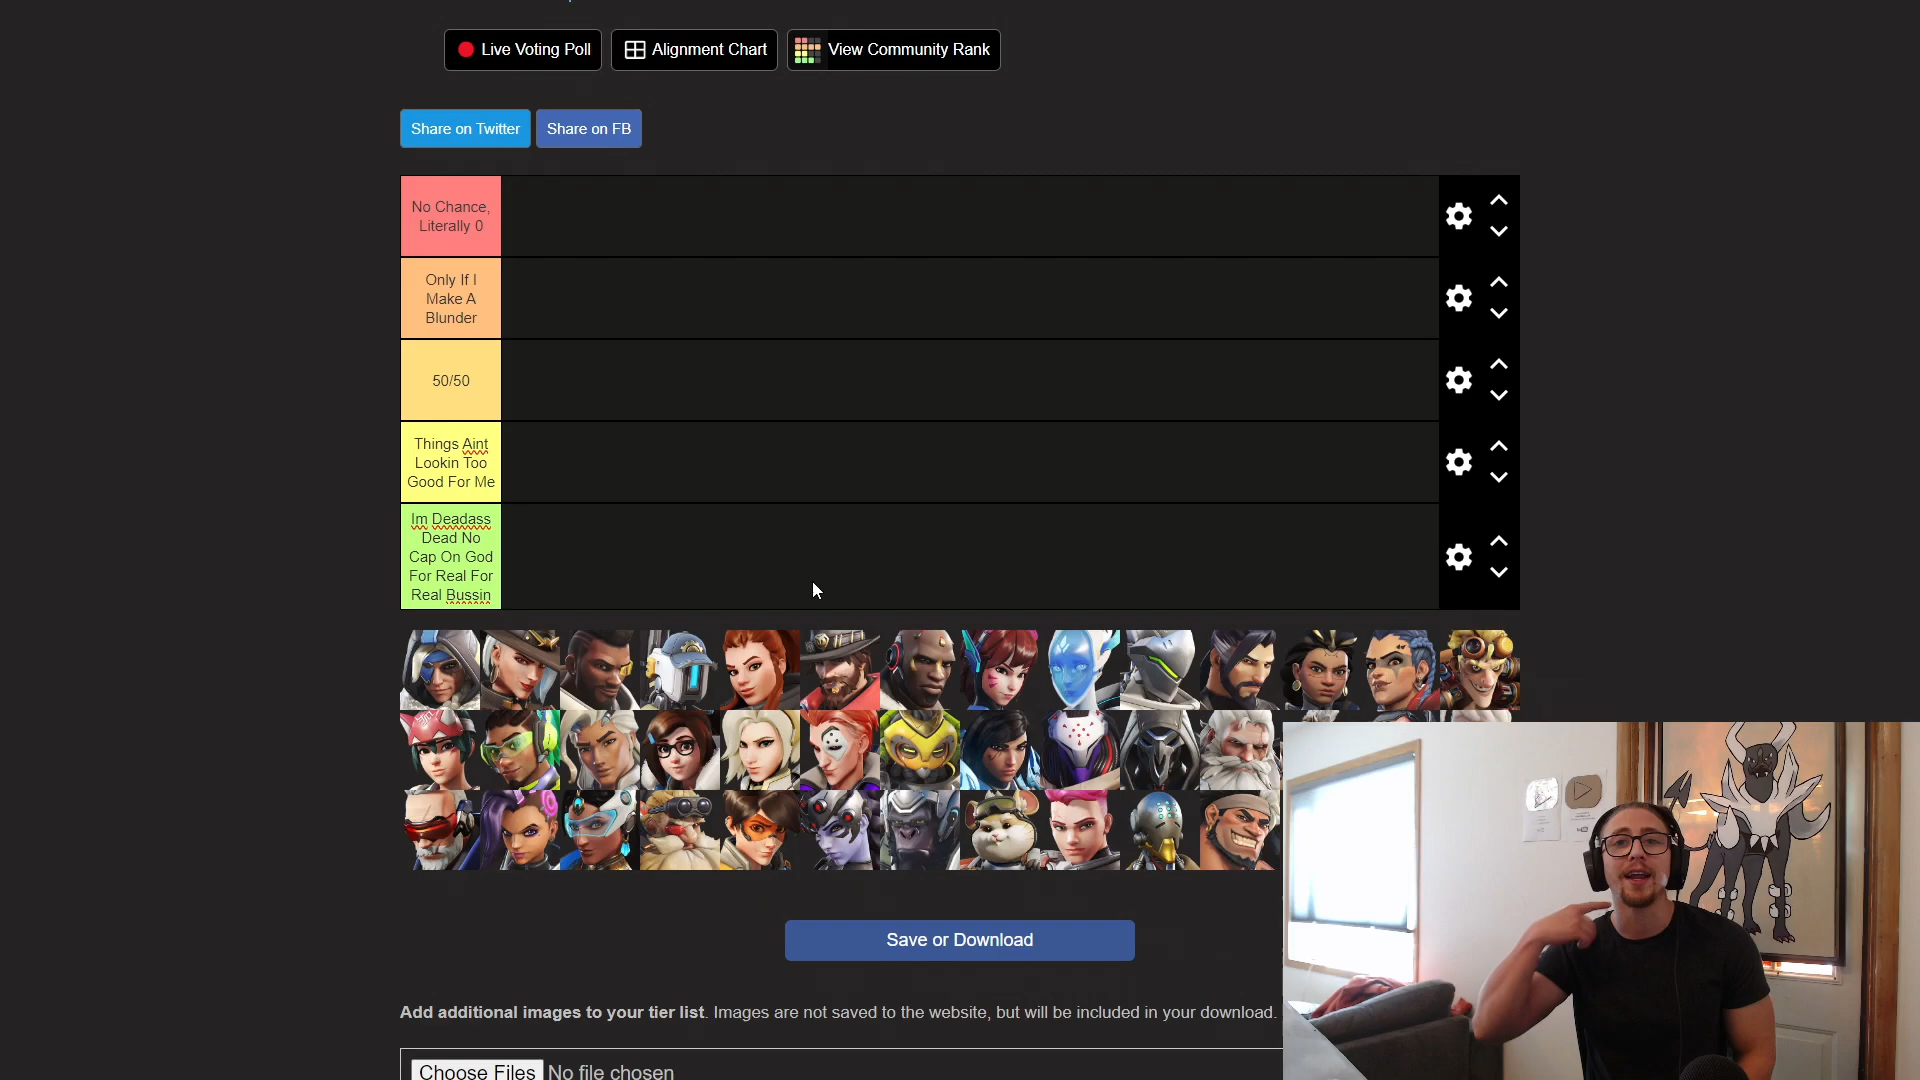 Live Voting Poll
Alignment Chart
View Community Rank
Share on Twitter
Share on FB
No Chance,
Literally 0
Only If I
Make A
Blunder
50/50
Things Aint
Lookin Too
Good For Me
Im Deadass
Dead No
Cap On God
For Real For
Real Bussin
Save or Download
Add additional images to your tier list. Images are not saved to the website, but will be included in your download.
Choose Files No file chosen